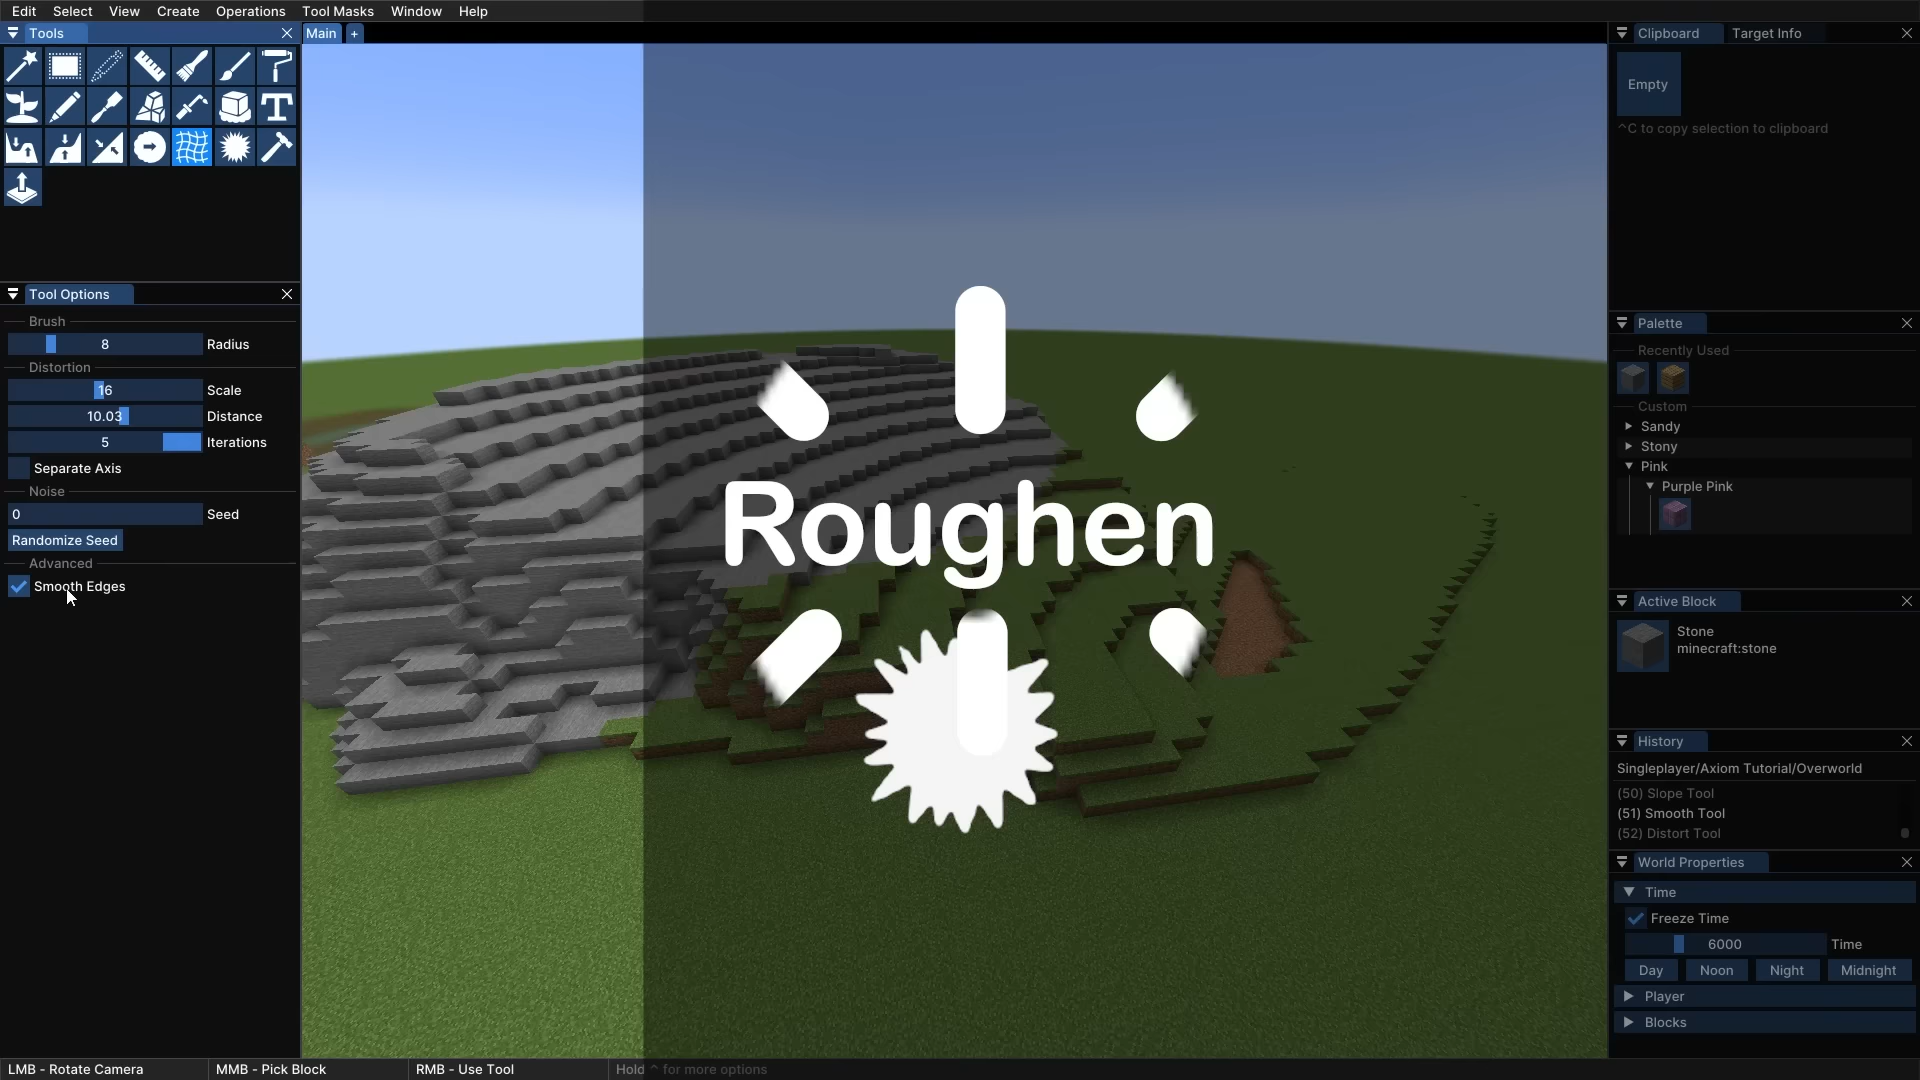 Edit Select View Create Operations Tool Masks Window Help
Tools
Main +
Clipboard Target Info
Empty
^C to copy selection to clipboard
Tool Options
Brush
8 Radius
Distortion
16 Scale
10.03 Distance
5 Iterations
Separate Axis
Noise
0 Seed
Randomize Seed
Advanced
Smooth Edges
Roughen
Palette
Recently Used
Custom
Sandy
Stony
Pink
Purple Pink
Active Block
Stone
minecraft:stone
History
Singleplayer/Axiom Tutorial/Overworld
(50) Slope Tool
(51) Smooth Tool
(52) Distort Tool
World Properties
Time
Freeze Time
6000 Time
Day Noon Night Midnight
Player
Blocks
LMB - Rotate Camera MMB - Pick Block RMB - Use Tool Hold ^ for more options